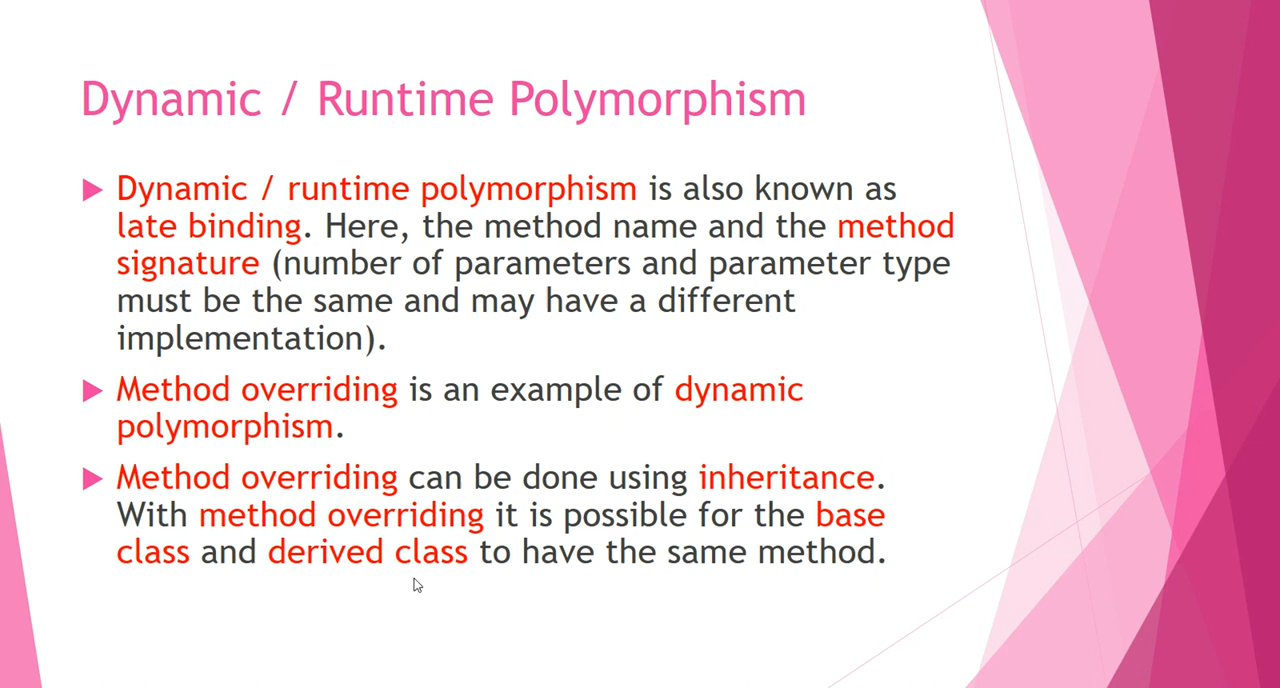 Dynamic / Runtime Polymorphism
Dynamic / runtime polymorphism is also known as
late binding. Here, the method name and the method
signature (number of parameters and parameter type
must be the same and may have a different
implementation).
Method overriding is an example of dynamic
polymorphism.
Method overriding can be done using inheritance.
With method overriding it is possible for the base
class and derived class to have the same method.